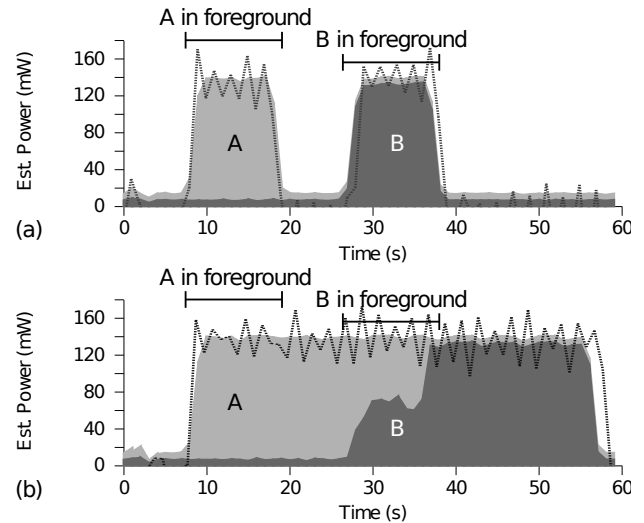 A in foreground
B in foreground
Est. Power (mW)
160
120
80
40
0
A
B
0 10 20 30 40 50 60
(a)
Time (s)
A in foreground
B in foreground
Est. Power (mW)
160
120
80
40
0
A
B
0 10 20 30 40 50 60
(b)
Time (s)